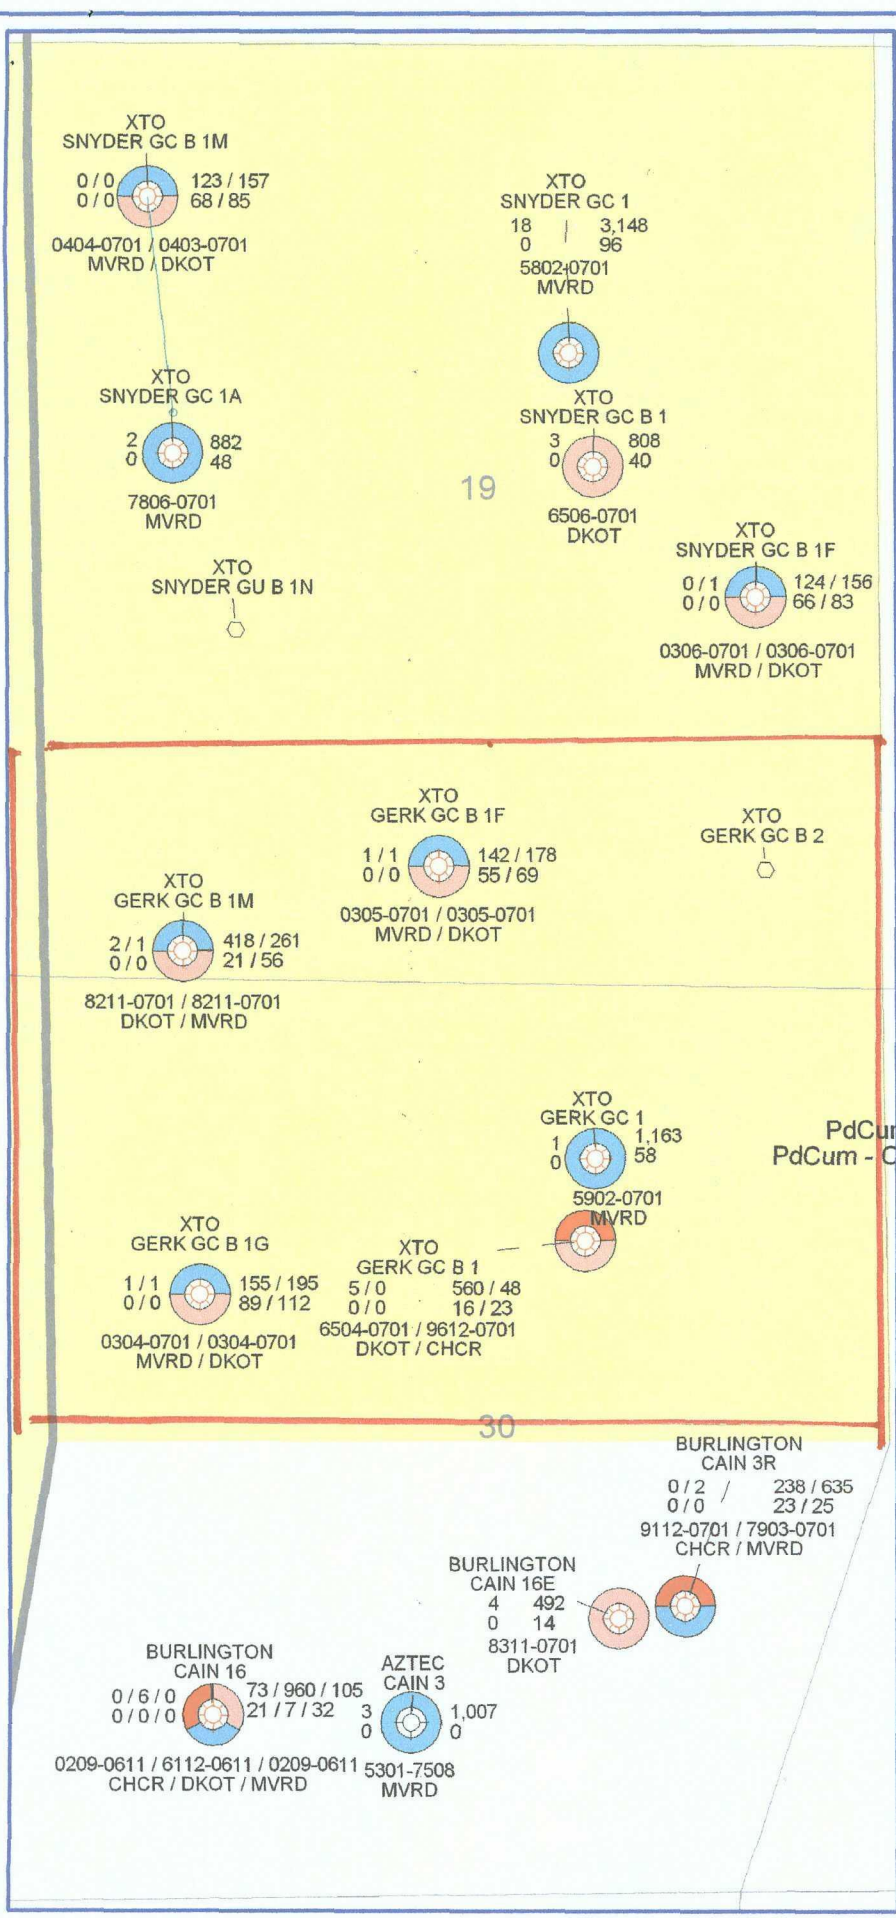 XTO
SNYDER GC B 1M
0 / 0 123 / 157
0 / 0 68 / 85
0404-0701 / 0403-0701
MVRD / DKOT
XTO
SNYDER GC 1
18 3,148
0 96
5802-0701
MVRD
XTO
SNYDER GC 1A
2 882
0 48
7806-0701
MVRD
XTO
SNYDER GC B 1
3 808
0 40
6506-0701
DKOT
19
XTO
SNYDER GC B 1F
0 / 1 124 / 156
0 / 0 66 / 83
0306-0701 / 0306-0701
MVRD / DKOT
XTO
SNYDER GU B 1N
XTO
GERK GC B 1F
1 / 1 142 / 178
0 / 0 55 / 69
0305-0701 / 0305-0701
MVRD / DKOT
XTO
GERK GC B 2
XTO
GERK GC B 1M
2 / 1 418 / 261
0 / 0 21 / 56
8211-0701 / 8211-0701
DKOT / MVRD
XTO
GERK GC 1
1 1,163
0 58
5902-0701
MVRD
PdCu
PdCum -
XTO
GERK GC B 1G
1 / 1 155 / 195
0 / 0 89 / 112
0304-0701 / 0304-0701
MVRD / DKOT
XTO
GERK GC B 1
5 / 0 560 / 48
0 / 0 16 / 23
6504-0701 / 9612-0701
DKOT / CHCR
30
BURLINGTON
CAIN 3R
0 / 2 238 / 635
0 / 0 23 / 25
9112-0701 / 7903-0701
CHCR / MVRD
BURLINGTON
CAIN 16E
4 492
0 14
8311-0701
DKOT
BURLINGTON
CAIN 16
0 / 6 / 0 73 / 960 / 105
0 / 0 / 0 21 / 7 / 32
0209-0611 / 6112-0611 / 0209-0611
CHCR / DKOT / MVRD
AZTEC
CAIN 3
3 1,007
0 0
5301-7508
MVRD